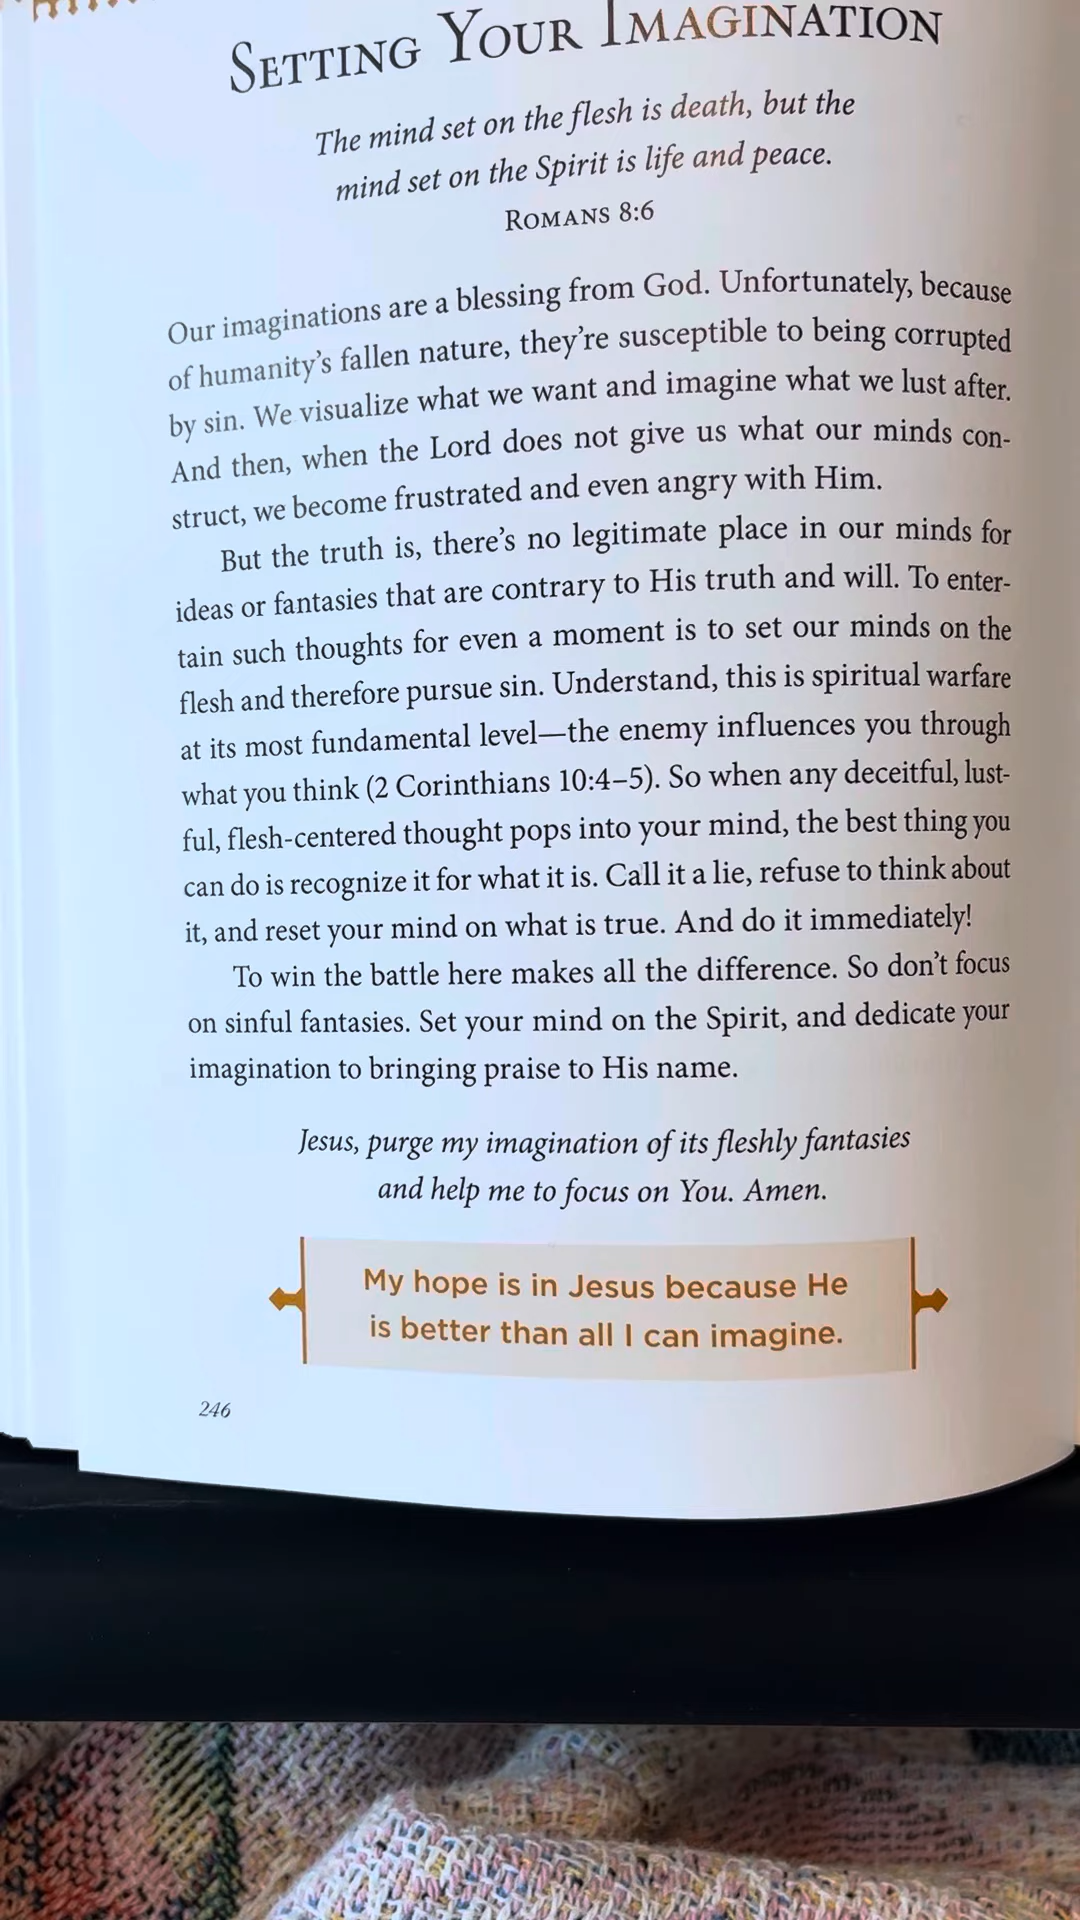 Setting Your Imagination
The mind set on the flesh is death, but the
mind set on the Spirit is life and peace.
Romans 8:6
Our imaginations are a blessing from God. Unfortunately, because
of humanity’s fallen nature, they’re susceptible to being corrupted
by sin. We visualize what we want and imagine what we lust after.
And then, when the Lord does not give us what our minds con-
struct, we become frustrated and even angry with Him.
But the truth is, there’s no legitimate place in our minds for
ideas or fantasies that are contrary to His truth and will. To enter-
tain such thoughts for even a moment is to set our minds on the
flesh and therefore pursue sin. Understand, this is spiritual warfare
at its most fundamental level—the enemy influences you through
what you think (2 Corinthians 10:4–5). So when any deceitful, lust-
ful, flesh-centered thought pops into your mind, the best thing you
can do is recognize it for what it is. Call it a lie, refuse to think about
it, and reset your mind on what is true. And do it immediately!
To win the battle here makes all the difference. So don’t focus
on sinful fantasies. Set your mind on the Spirit, and dedicate your
imagination to bringing praise to His name.
Jesus, purge my imagination of its fleshly fantasies
and help me to focus on You. Amen.
My hope is in Jesus because He
is better than all I can imagine.
246